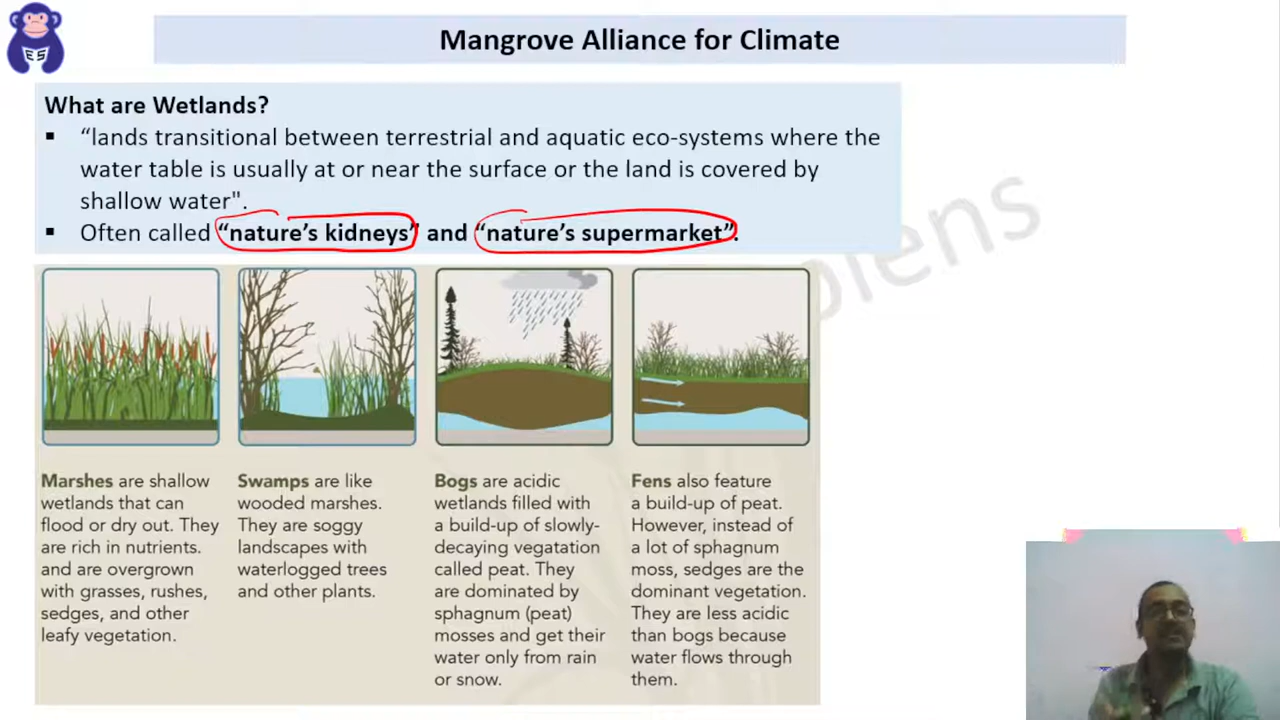 ES
Mangrove Alliance for Climate
What are Wetlands?
▪ “lands transitional between terrestrial and aquatic eco-systems where the
water table is usually at or near the surface or the land is covered by
shallow water".
▪ Often called “nature’s kidneys” and “nature’s supermarket”.
Marshes are shallow
wetlands that can
flood or dry out. They
are rich in nutrients.
and are overgrown
with grasses, rushes,
sedges, and other
leafy vegetation.
Swamps are like
wooded marshes.
They are soggy
landscapes with
waterlogged trees
and other plants.
Bogs are acidic
wetlands filled with
a build-up of slowly-
decaying vegatation
called peat. They
are dominated by
sphagnum (peat)
mosses and get their
water only from rain
or snow.
Fens also feature
a build-up of peat.
However, instead of
a lot of sphagnum
moss, sedges are the
dominant vegetation.
They are less acidic
than bogs because
water flows through
them.